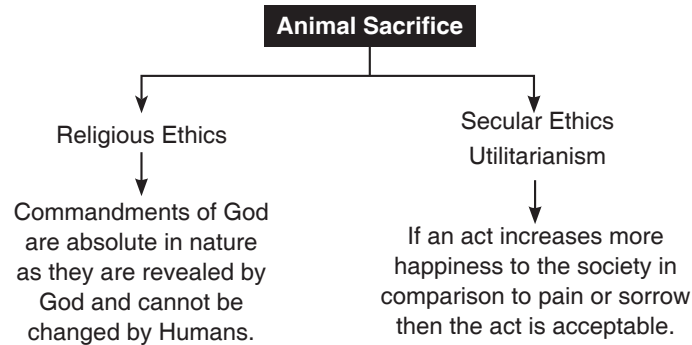 Animal Sacrifice
Religious Ethics
Commandments of God
are absolute in nature
as they are revealed by
God and cannot be
changed by Humans.
Secular Ethics
Utilitarianism
If an act increases more
happiness to the society in
comparison to pain or sorrow
then the act is acceptable.